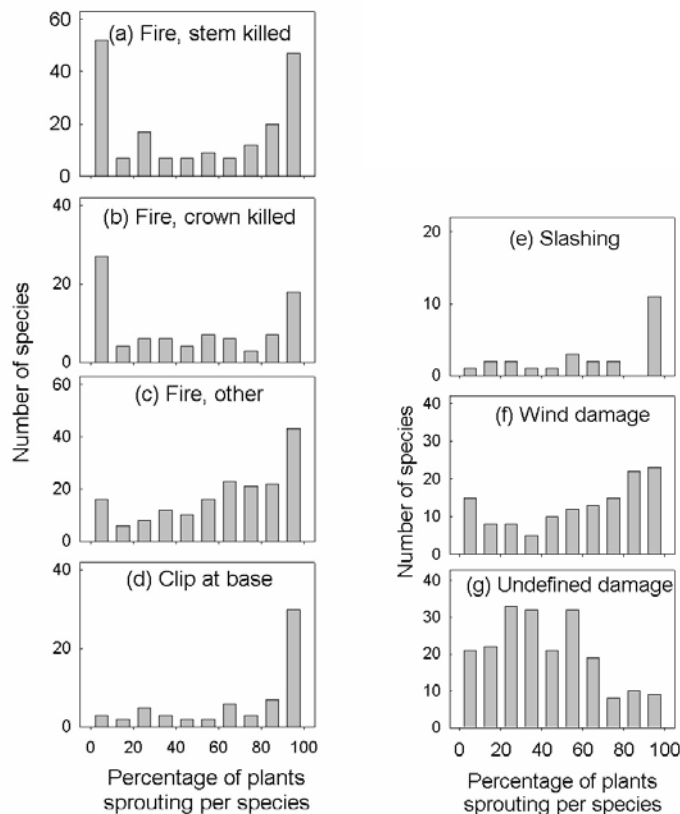 60
40
20
0
(a) Fire, stem killed
40
20
0
(b) Fire, crown killed
60
40
20
0
(c) Fire, other
40
20
0
(d) Clip at base
0 20 40 60 80 100
Number of species
Percentage of plants
sprouting per species
20
10
0
(e) Slashing
40
30
20
10
0
(f) Wind damage
40
30
20
10
0
(g) Undefined damage
0 20 40 60 80 100
Number of species
Percentage of plants
sprouting per species